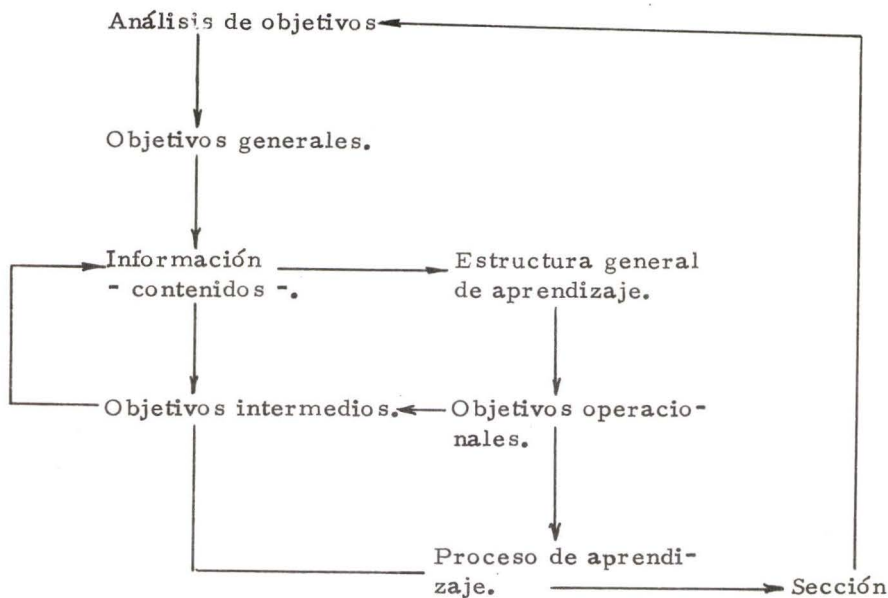 Análisis de objetivos
Objetivos generales.
Información
- contenidos -.
Estructura general
de aprendizaje.
Objetivos intermedios.
Objetivos operacio-
nales.
Proceso de aprendi-
zaje.
Sección